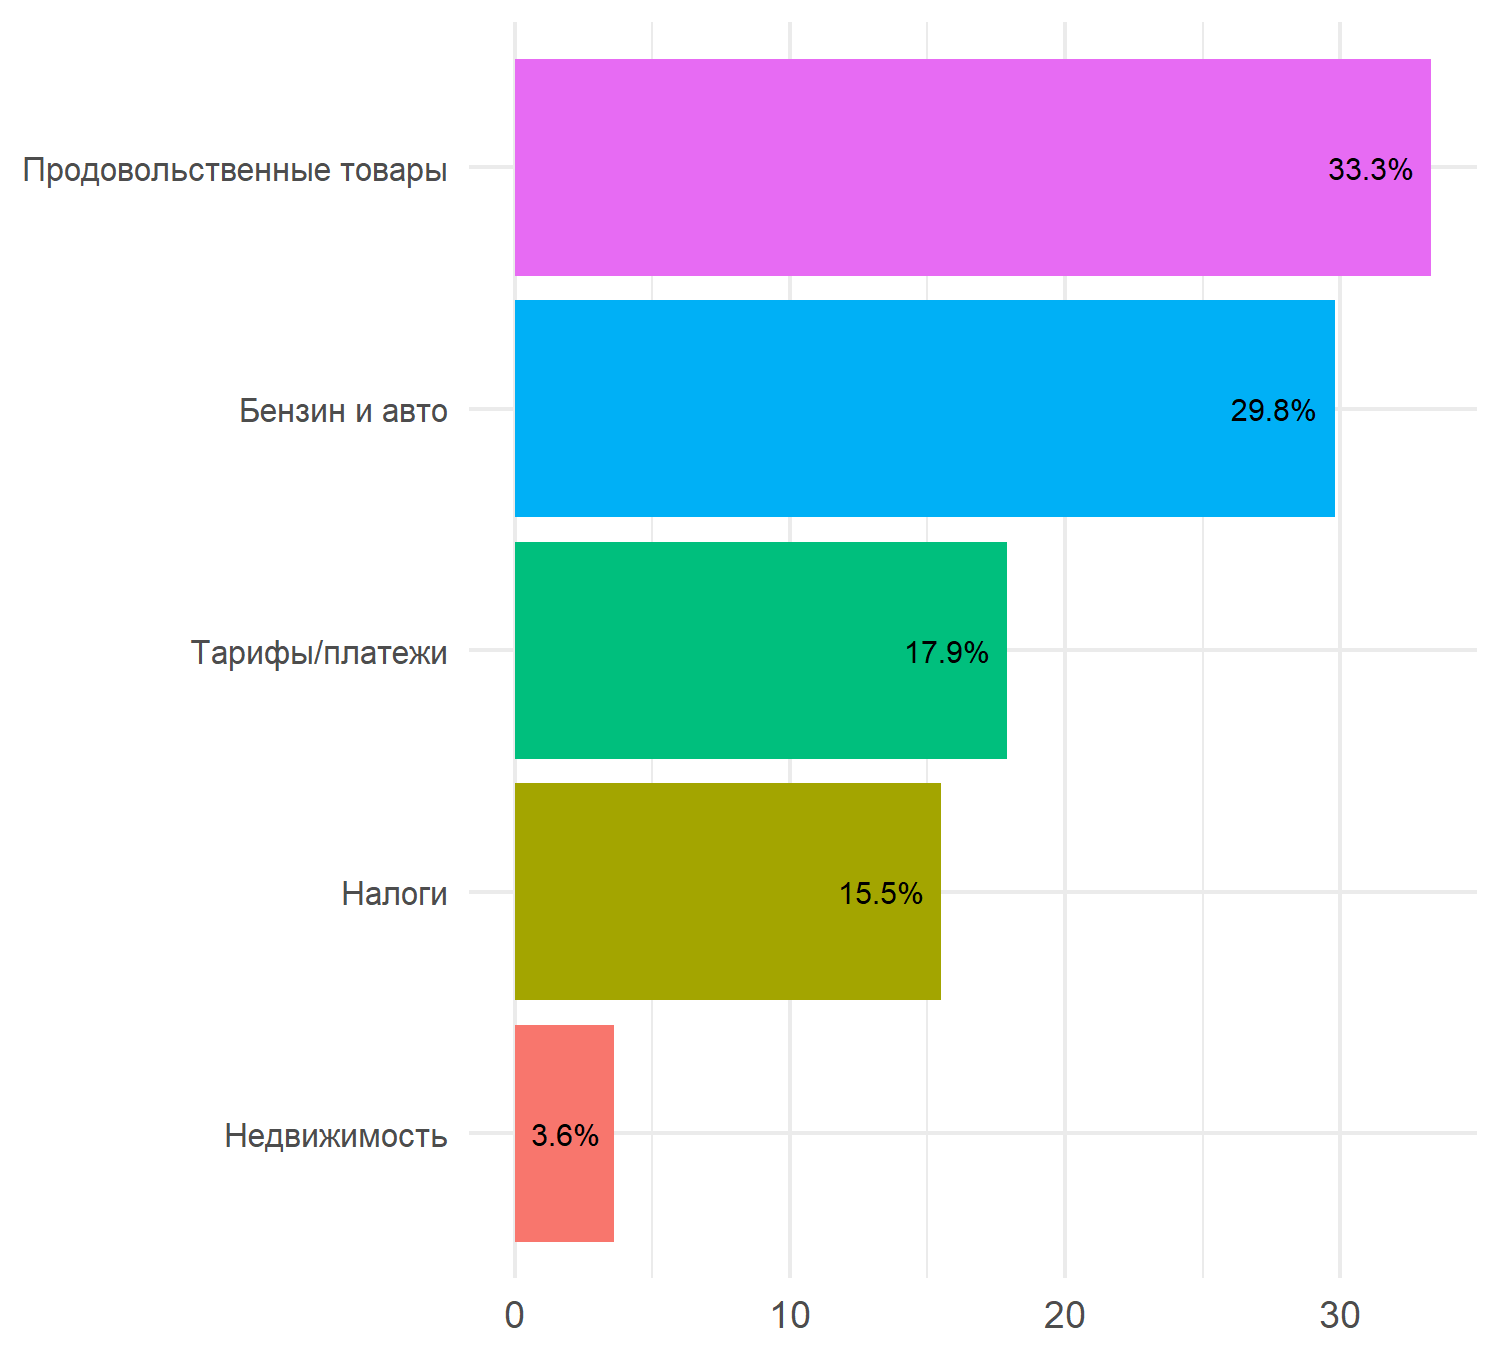 Продовольственные товары 33.3%
Бензин и авто 29.8%
Тарифы/платежи 17.9%
Налоги 15.5%
Недвижимость 3.6%
0 10 20 30